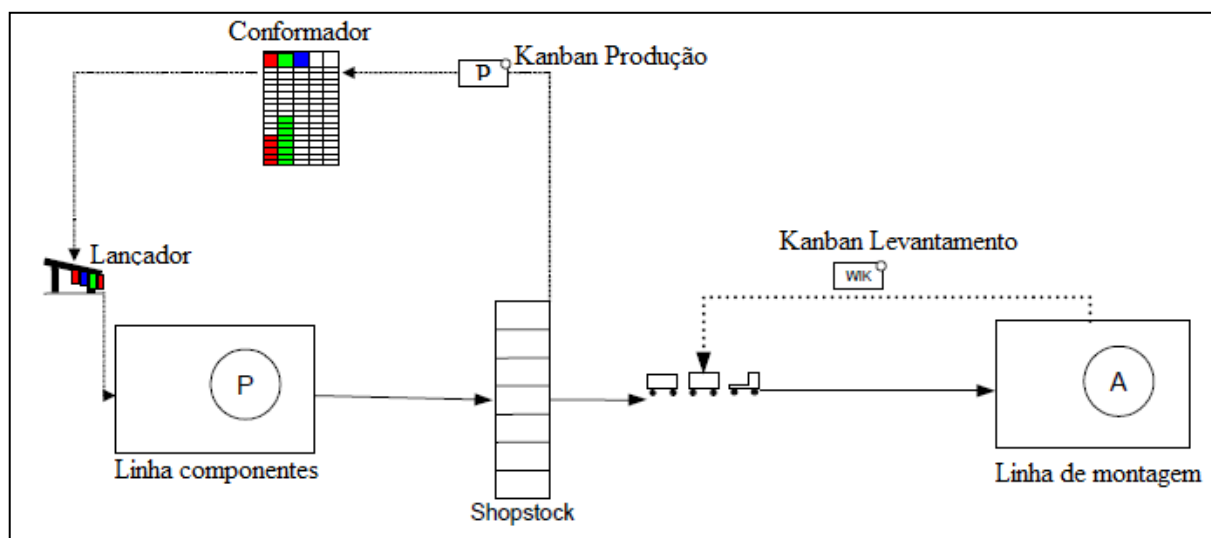 Conformador
P
Kanban Produção
Lançador
Kanban Levantamento
WIK
P
A
Linha componentes
Linha de montagem
Shopstock